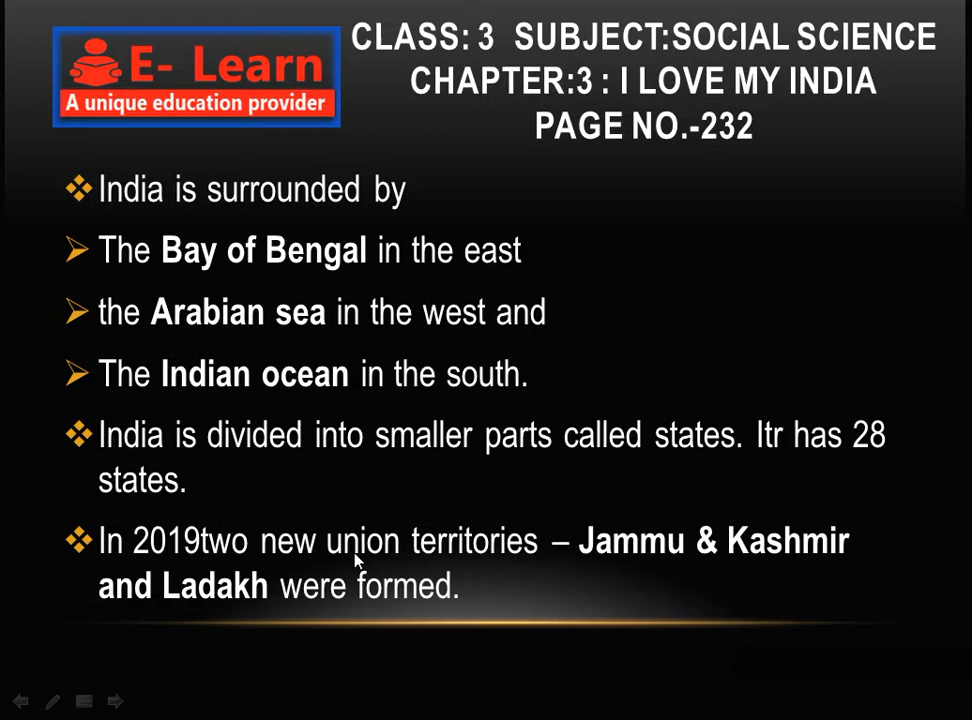 E- Learn
A unique education provider
CLASS: 3 SUBJECT:SOCIAL SCIENCE
CHAPTER:3 : I LOVE MY INDIA
PAGE NO.-232
India is surrounded by
The Bay of Bengal in the east
the Arabian sea in the west and
The Indian ocean in the south.
India is divided into smaller parts called states. Itr has 28
states.
In 2019two new union territories – Jammu & Kashmir
and Ladakh were formed.